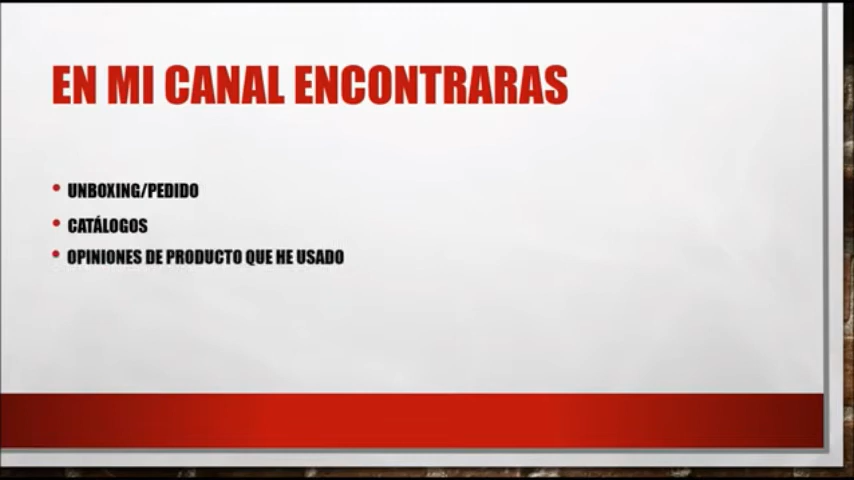 EN MI CANAL ENCONTRARAS
• UNBOXING/PEDIDO
• CATÁLOGOS
• OPINIONES DE PRODUCTO QUE HE USADO